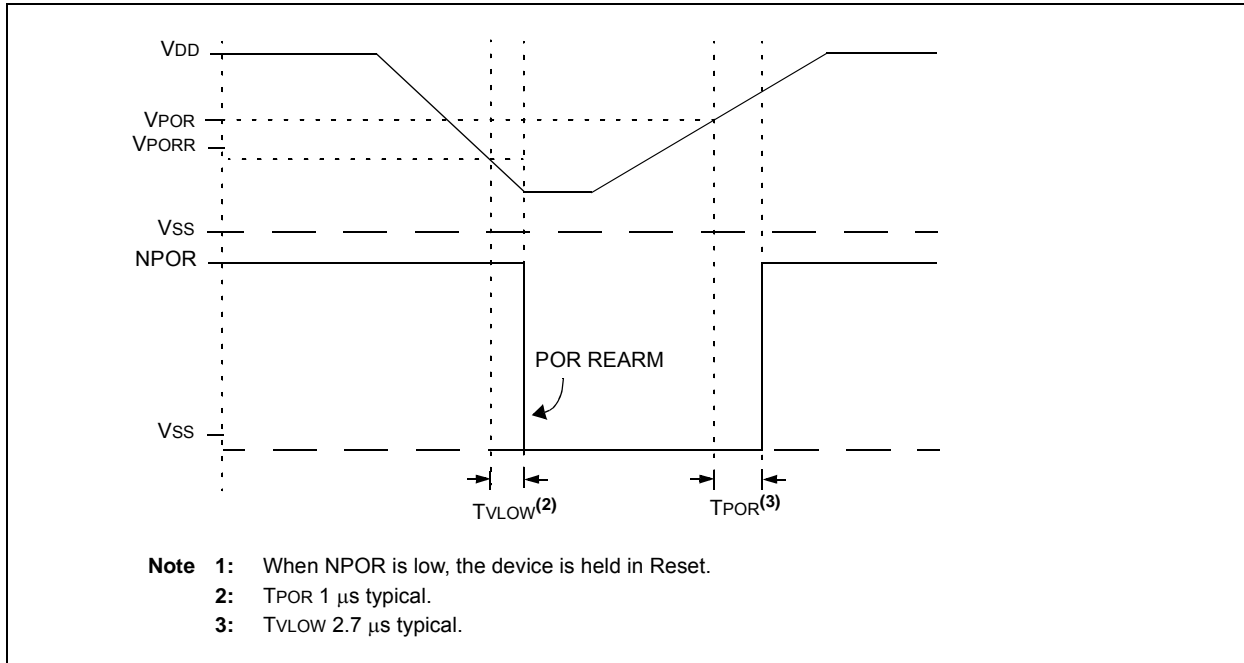 VDD
VPOR
VPORR
VSS
NPOR
POR REARM
VSS
TVLOW(2)
TPOR(3)
Note 1: When NPOR is low, the device is held in Reset.
2: TPOR 1 μs typical.
3: TVLOW 2.7 μs typical.